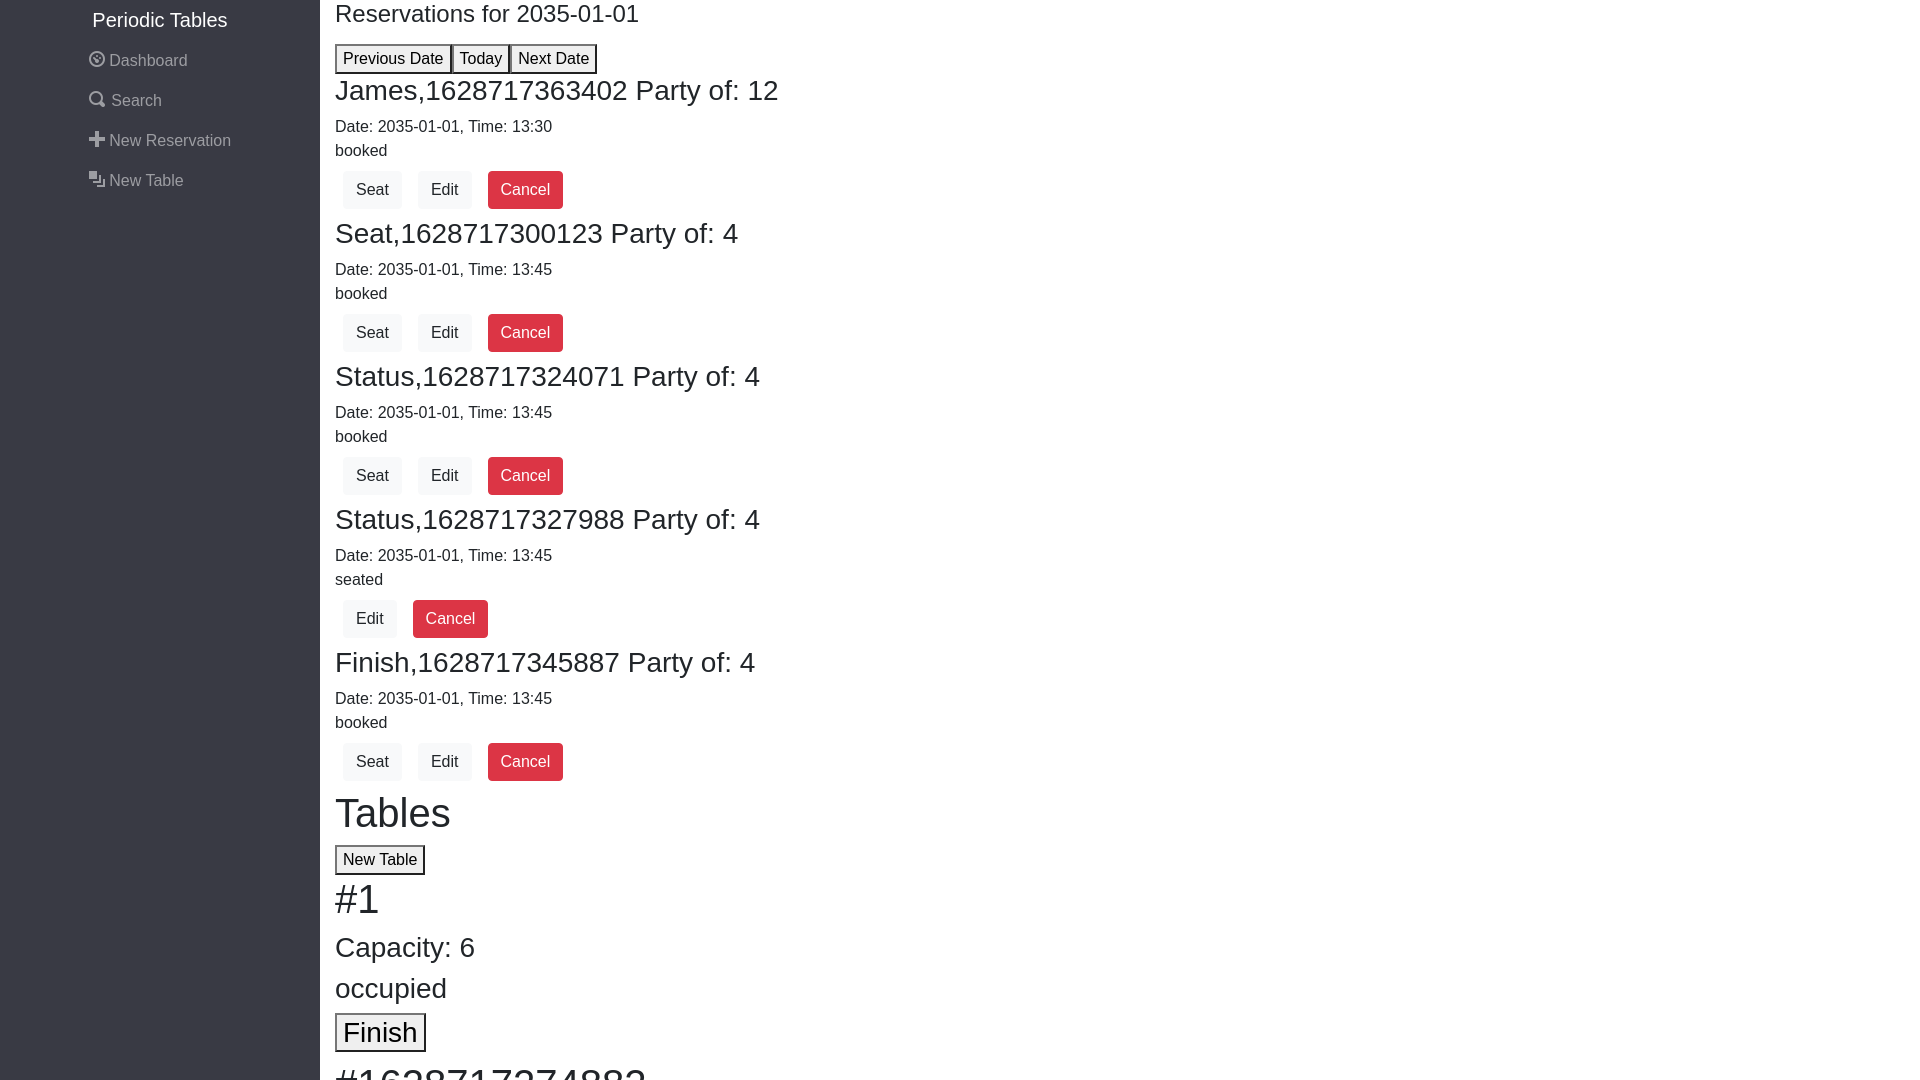 Periodic Tables
Dashboard
Search
New Reservation
New Table
Reservations for 2035-01-01
Previous Date Today Next Date
James,1628717363402 Party of: 12
Date: 2035-01-01, Time: 13:30
booked
Seat Edit Cancel
Seat,1628717300123 Party of: 4
Date: 2035-01-01, Time: 13:45
booked
Seat Edit Cancel
Status,1628717324071 Party of: 4
Date: 2035-01-01, Time: 13:45
booked
Seat Edit Cancel
Status,1628717327988 Party of: 4
Date: 2035-01-01, Time: 13:45
seated
Edit Cancel
Finish,1628717345887 Party of: 4
Date: 2035-01-01, Time: 13:45
booked
Seat Edit Cancel
Tables
New Table
#1
Capacity: 6
occupied
Finish